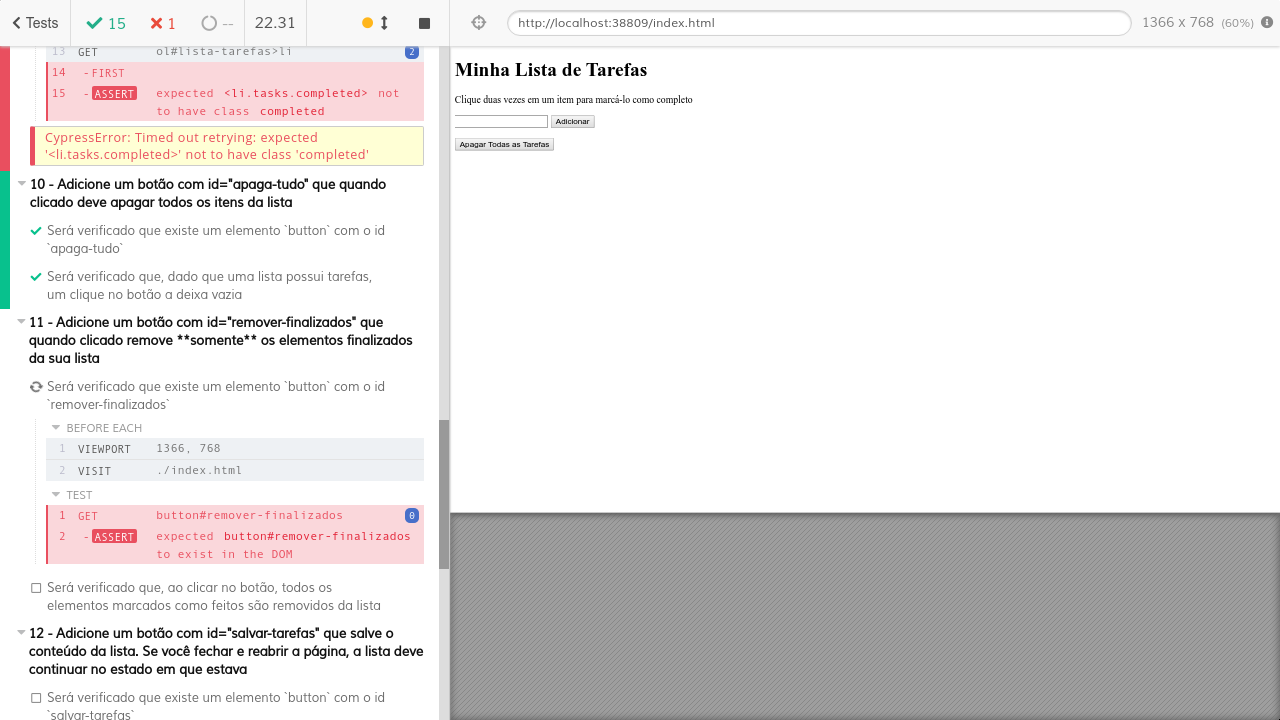 Tests
15
1
--
22.31
http://localhost:38809/index.html
1366 x 768 (60%)
13 GET ol#lista-tarefas>li 2
14 - FIRST
15 - ASSERT expected <li.tasks.completed> not
to have class completed
CypressError: Timed out retrying: expected
'<li.tasks.completed>' not to have class 'completed'
10 - Adicione um botão com id="apaga-tudo" que quando
clicado deve apagar todos os itens da lista
Será verificado que existe um elemento `button` com o id
`apaga-tudo`
Será verificado que, dado que uma lista possui tarefas,
um clique no botão a deixa vazia
11 - Adicione um botão com id="remover-finalizados" que
quando clicado remove **somente** os elementos finalizados
da sua lista
Será verificado que existe um elemento `button` com o id
`remover-finalizados`
BEFORE EACH
1 VIEWPORT 1366, 768
2 VISIT ./index.html
TEST
1 GET button#remover-finalizados 0
2 - ASSERT expected button#remover-finalizados
to exist in the DOM
Será verificado que, ao clicar no botão, todos os
elementos marcados como feitos são removidos da lista
12 - Adicione um botão com id="salvar-tarefas" que salve o
conteúdo da lista. Se você fechar e reabrir a página, a lista deve
continuar no estado em que estava
Será verificado que existe um elemento `button` com o id
`salvar-tarefas`
Minha Lista de Tarefas
Clique duas vezes em um item para marcá-lo como completo
Adicionar
Apagar Todas as Tarefas